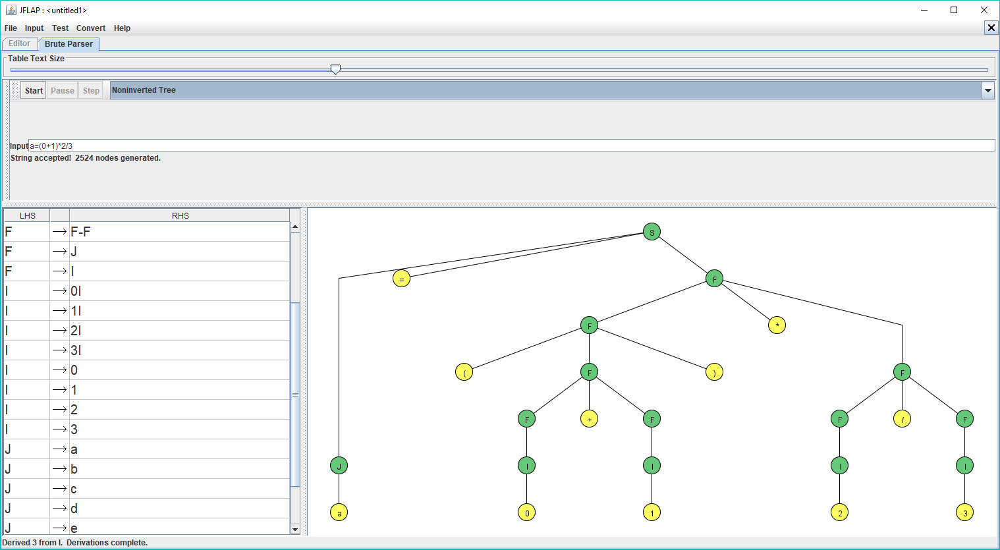 JFLAP : <untitled1>
File Input Test Convert Help
Editor Brute Parser
Table Text Size
Start Pause Step Noninverted Tree
Input a=(0+1)*2/3
String accepted! 2524 nodes generated.
LHS RHS
F → F-F
F → J
F → I
I → 0I
I → 1I
I → 2I
I → 3I
I → 0
I → 1
I → 2
I → 3
J → a
J → b
J → c
J → d
J → e
S
= F
F *
( F ) F
F + F F / F
J I I I I
a 0 1 2 3
Derived 3 from I. Derivations complete.